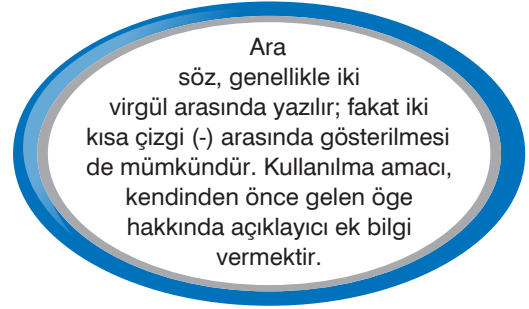 Ara
söz, genellikle iki
virgül arasında yazılır; fakat iki
kısa çizgi (-) arasında gösterilmesi
de mümkündür. Kullanılma amacı,
kendinden önce gelen öge
hakkında açıklayıcı ek bilgi
vermektir.